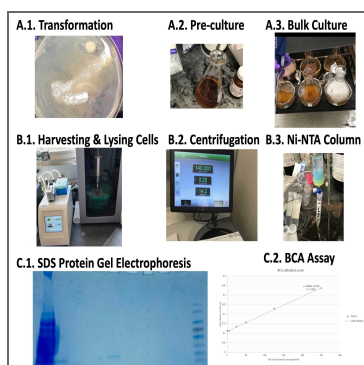 A.1. Transformation
A.2. Pre-culture
A.3. Bulk Culture
B.1. Harvesting & Lysing Cells
B.2. Centrifugation
B.3. Ni-NTA Column
C.1. SDS Protein Gel Electrophoresis
C.2. BCA Assay